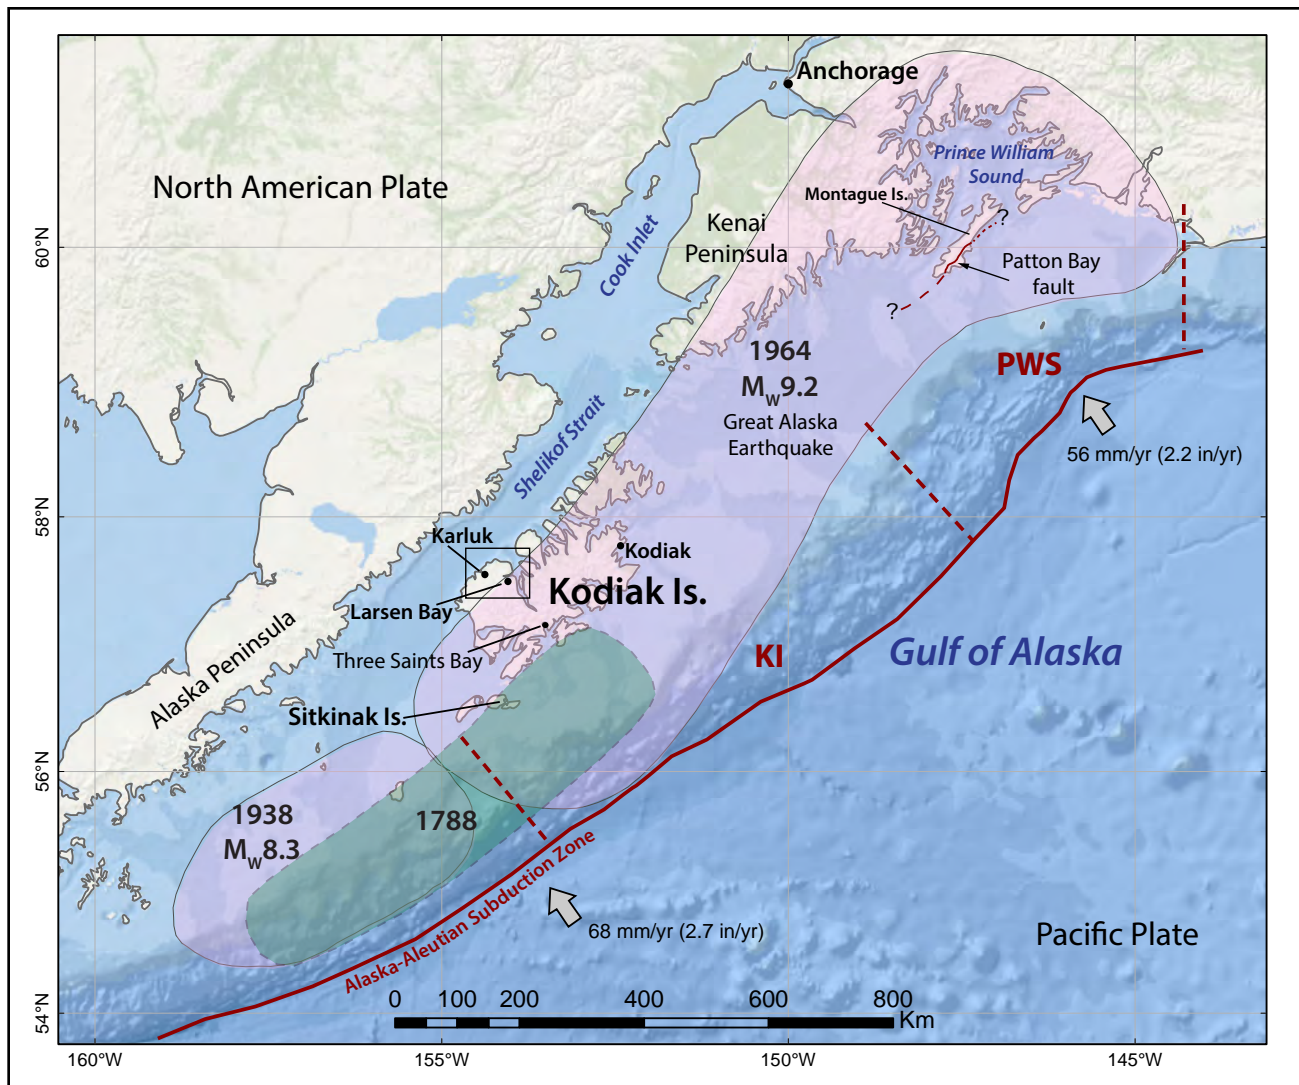 Anchorage
North American Plate
Prince William
Sound
Montague Is.
?
Kenai
Peninsula
Cook Inlet
Patton Bay
fault
?
60°N
1964
MW9.2
Great Alaska
Earthquake
PWS
56 mm/yr (2.2 in/yr)
Shelikof Strait
58°N
Karluk
Kodiak
Larsen Bay
Kodiak Is.
Three Saints Bay
KI
Gulf of Alaska
Alaska Peninsula
Sitkinak Is.
56°N
1938
MW8.3
1788
Alaska-Aleutian Subduction Zone
68 mm/yr (2.7 in/yr)
Pacific Plate
54°N
0 100 200 400 600 800
Km
160°W 155°W 150°W 145°W